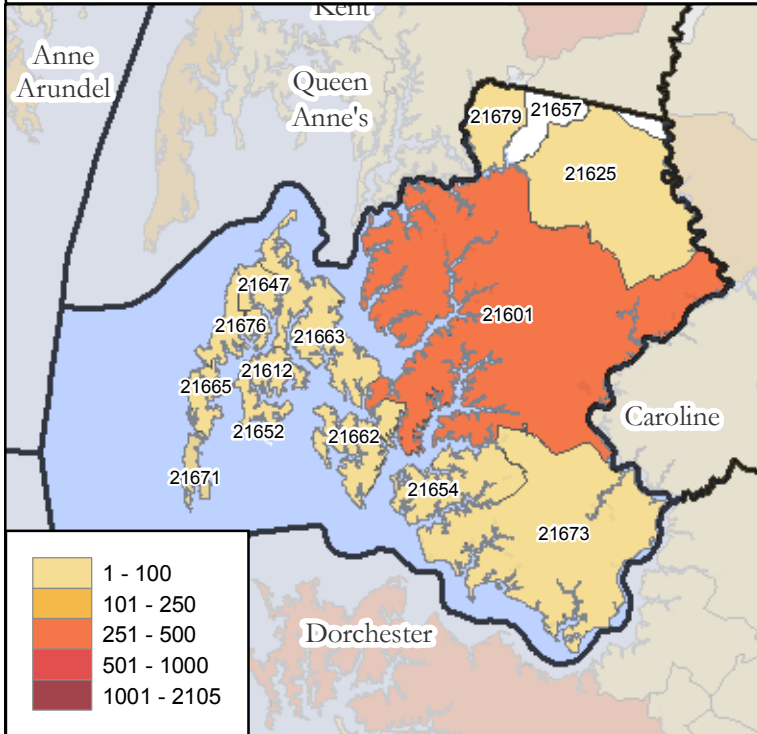 Kent
Anne
Arundel
Queen
Anne's
21679
21657
21625
21647
21676
21663
21601
21612
21665
21652
21662
Caroline
21671
21654
21673
1 - 100
101 - 250
251 - 500
501 - 1000
1001 - 2105
Dorchester